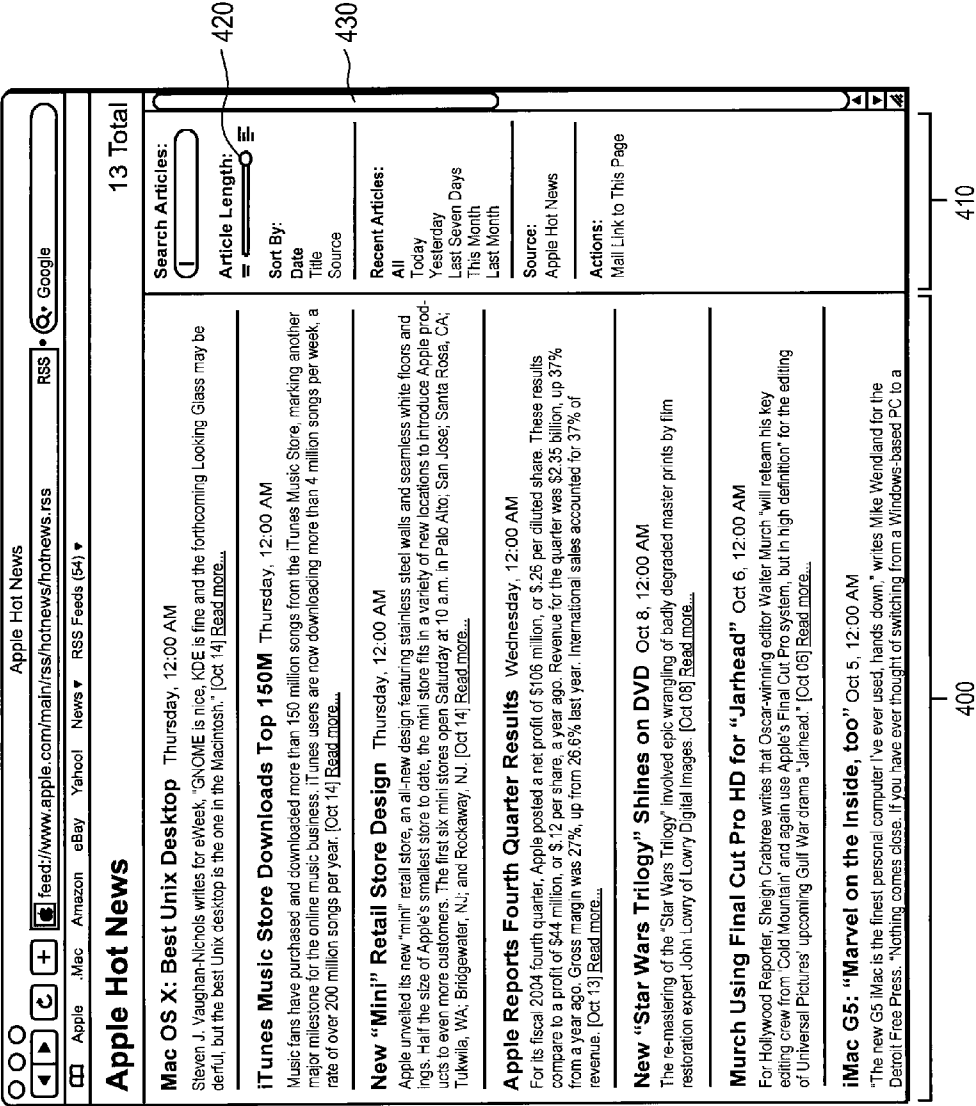 Apple Hot News
feed://www.apple.com/main/rss/hotnews/hotnews.rss
RSS
Google
Apple .Mac Amazon eBay Yahoo! News ▾ RSS Feeds (54) ▾
Apple Hot News
13 Total
Mac OS X: Best Unix Desktop Thursday, 12:00 AM
Steven J. Vaughan-Nichols writes for eWeek, "GNOME is nice, KDE is fine and the forthcoming Looking Glass may be
derful, but the best Unix desktop is the one in the Macintosh." [Oct 14] Read more...
iTunes Music Store Downloads Top 150M Thursday, 12:00 AM
Music fans have purchased and downloaded more than 150 million songs from the iTunes Music Store, marking another
major milestone for the online music business. iTunes users are now downloading more than 4 million songs per week, a
rate of over 200 million songs per year. [Oct 14] Read more...
New "Mini" Retail Store Design Thursday, 12:00 AM
Apple unveiled its new "mini" retail store, an all-new design featuring stainless steel walls and seamless white floors and
ings. Half the size of Apple's smallest store to date, the mini store fits in a variety of new locations to introduce Apple prod-
ucts to even more customers. The first six mini stores open Saturday at 10 a.m. in Palo Alto; San Jose; Santa Rosa, CA;
Tukwila, WA; Bridgewater, NJ; and Rockaway, NJ. [Oct 14] Read more...
Apple Reports Fourth Quarter Results Wednesday, 12:00 AM
For its fiscal 2004 fourth quarter, Apple posted a net profit of $106 million, or $.26 per diluted share. These results
compare to a profit of $44 million, or $.12 per share, a year ago. Revenue for the quarter was $2.35 billion, up 37%
from a year ago. Gross margin was 27%, up from 26.6% last year. International sales accounted for 37% of
revenue. [Oct 13] Read more...
New "Star Wars Trilogy" Shines on DVD Oct 8, 12:00 AM
The re-mastering of the "Star Wars Trilogy" involved epic wrangling of badly degraded master prints by film
restoration expert John Lowry of Lowry Digital Images. [Oct 08] Read more...
Murch Using Final Cut Pro HD for "Jarhead" Oct 6, 12:00 AM
For Hollywood Reporter, Sheigh Crabtree writes that Oscar-winning editor Walter Murch "will reteam his key
editing crew from 'Cold Mountain' and again use Apple's Final Cut Pro system, but in high definition" for the editing
of Universal Pictures' upcoming Gulf War drama "Jarhead." [Oct 06] Read more...
iMac G5: "Marvel on the Inside, too" Oct 5, 12:00 AM
"The new G5 iMac is the finest personal computer I've ever used, hands down," writes Mike Wendland for the
Detroit Free Press. "Nothing comes close. If you have ever thought of switching from a Windows-based PC to a
Search Articles:
Article Length:
Sort By:
Date
Title
Source
Recent Articles:
All
Today
Yesterday
Last Seven Days
This Month
Last Month
Source:
Apple Hot News
Actions:
Mail Link to This Page
420
430
400
410